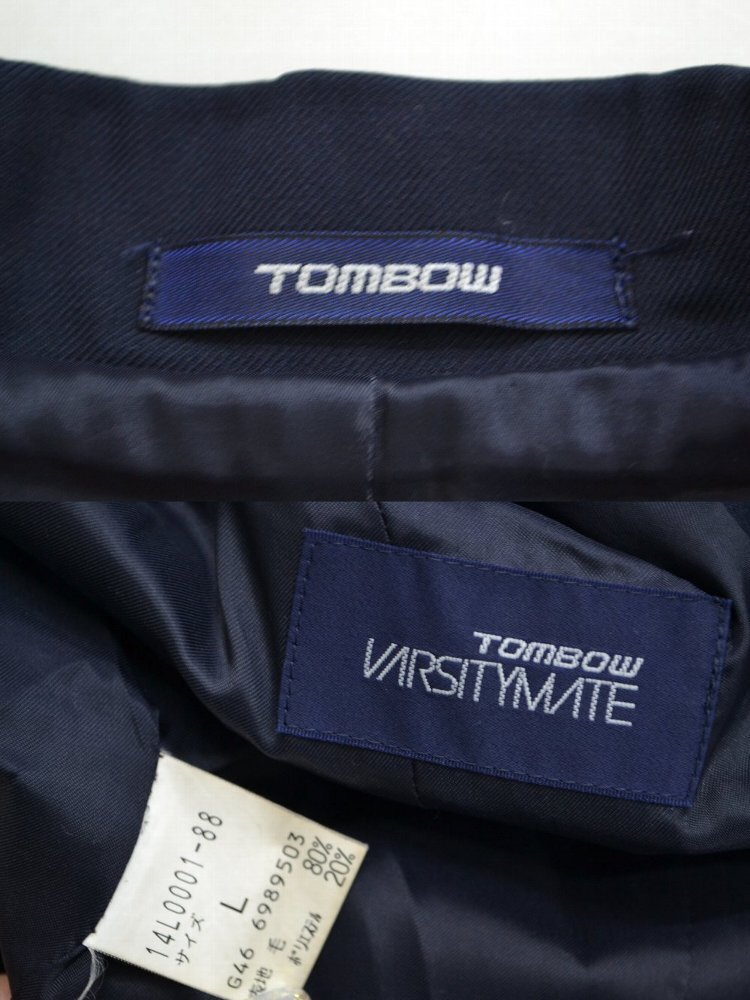 TOMBOW
TOMBOW
VARSITYMATE
14L0001-88
サイズ L
G46 6989503
表地 毛 80%
ポリエステル 20%